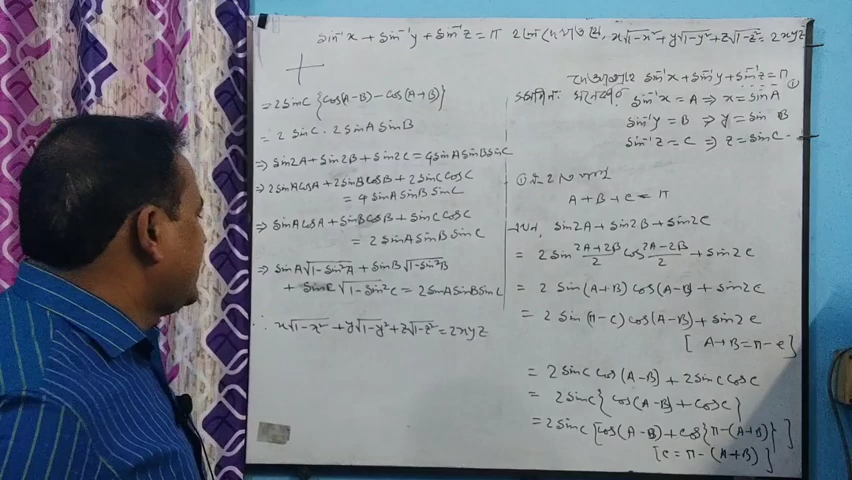 sin⁻¹x + sin⁻¹y + sin⁻¹z = π হলে দেখাও যে, x√1-x² + y√1-y² + z√1-z² = 2xyz
দেওয়া আছে sin⁻¹x + sin⁻¹y + sin⁻¹z = π ①
sin⁻¹x = A ⇒ x = sin A
sin⁻¹y = B ⇒ y = sin B
sin⁻¹z = C ⇒ z = sin C
① নং হতে পাই
A + B + C = π
এখন, sin2A + sin2B + sin2C
= 2 sin 2A+2B/2 cos 2A-2B/2 + sin2C
= 2 sin(A+B) cos(A-B) + sin2C
= 2 sin(π-C) cos(A-B) + sin2C
[A+B = π-C]
= 2 sinC cos(A-B) + 2 sinC cosC
= 2 sinC {cos(A-B) + cosC}
= 2 sinC [cos(A-B) + cos{π-(A+B)}]
[C = π-(A+B)]
= 2 sinC {cos(A-B) - cos(A+B)}
= 2 sinC . 2 sinA sinB
⇒ sin2A + sin2B + sin2C = 4 sinA sinB sinC
⇒ 2 sinA cosA + 2 sinB cosB + 2 sinC cosC
= 4 sinA sinB sinC
⇒ sinA cosA + sinB cosB + sinC cosC
= 2 sinA sinB sinC
⇒ sinA √1-sin²A + sinB √1-sin²B
+ sinC √1-sin²C = 2 sinA sinB sinC
∴ x√1-x² + y√1-y² + z√1-z² = 2xyz